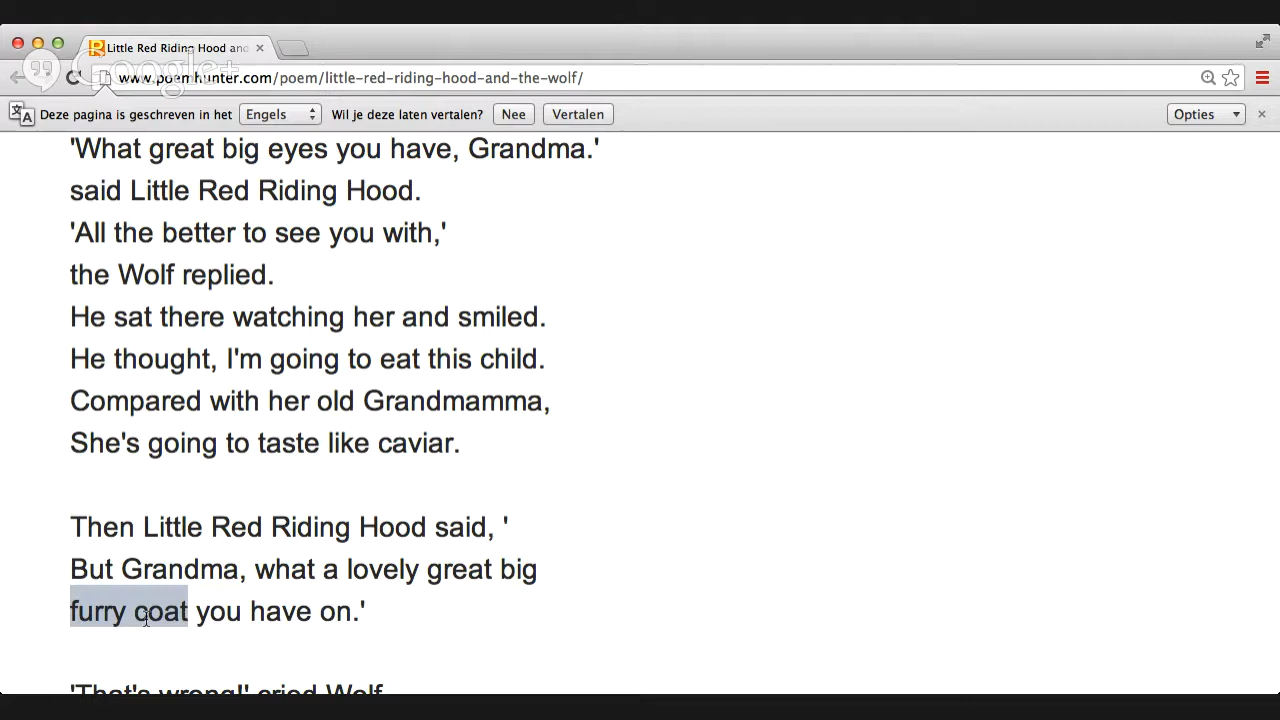 Little Red Riding Hood and
Google+
www.poemhunter.com/poem/little-red-riding-hood-and-the-wolf/
Deze pagina is geschreven in het Engels Wil je deze laten vertalen? Nee Vertalen Opties
'What great big eyes you have, Grandma.'
said Little Red Riding Hood.
'All the better to see you with,'
the Wolf replied.
He sat there watching her and smiled.
He thought, I'm going to eat this child.
Compared with her old Grandmamma,
She's going to taste like caviar.
Then Little Red Riding Hood said, '
But Grandma, what a lovely great big
furry coat you have on.'
'That's wrong!' cried Wolf.